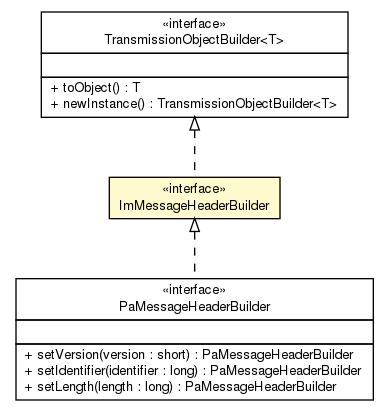 «interface»
TransmissionObjectBuilder<T>
+ toObject() : T
+ newInstance() : TransmissionObjectBuilder<T>
«interface»
ImMessageHeaderBuilder
«interface»
PaMessageHeaderBuilder
+ setVersion(version : short) : PaMessageHeaderBuilder
+ setIdentifier(identifier : long) : PaMessageHeaderBuilder
+ setLength(length : long) : PaMessageHeaderBuilder